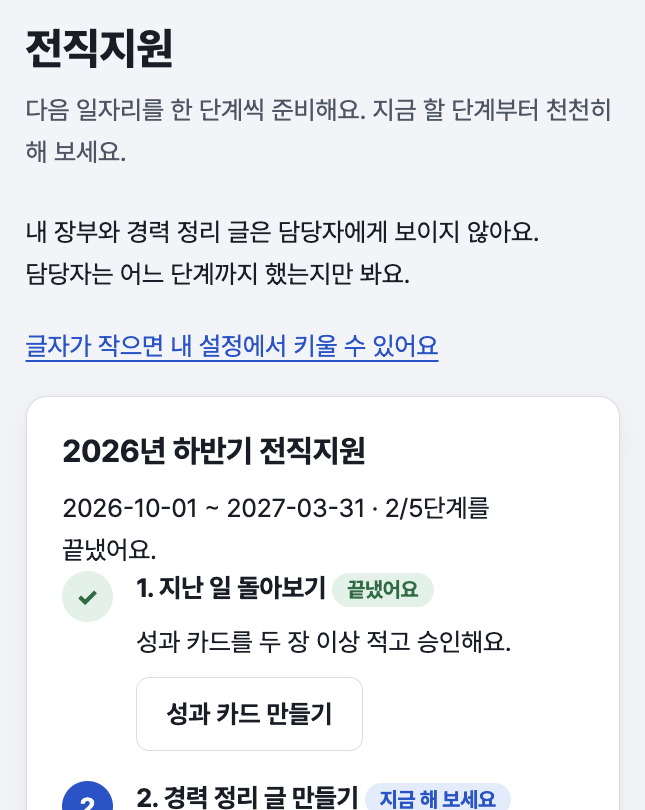 전직지원
다음 일자리를 한 단계씩 준비해요. 지금 할 단계부터 천천히
해 보세요.
내 장부와 경력 정리 글은 담당자에게 보이지 않아요.
담당자는 어느 단계까지 했는지만 봐요.
글자가 작으면 내 설정에서 키울 수 있어요
2026년 하반기 전직지원
2026-10-01 ~ 2027-03-31 · 2/5단계를
끝냈어요.
1. 지난 일 돌아보기 끝냈어요
성과 카드를 두 장 이상 적고 승인해요.
성과 카드 만들기
2 2. 경력 정리 글 만들기 지금 해 보세요